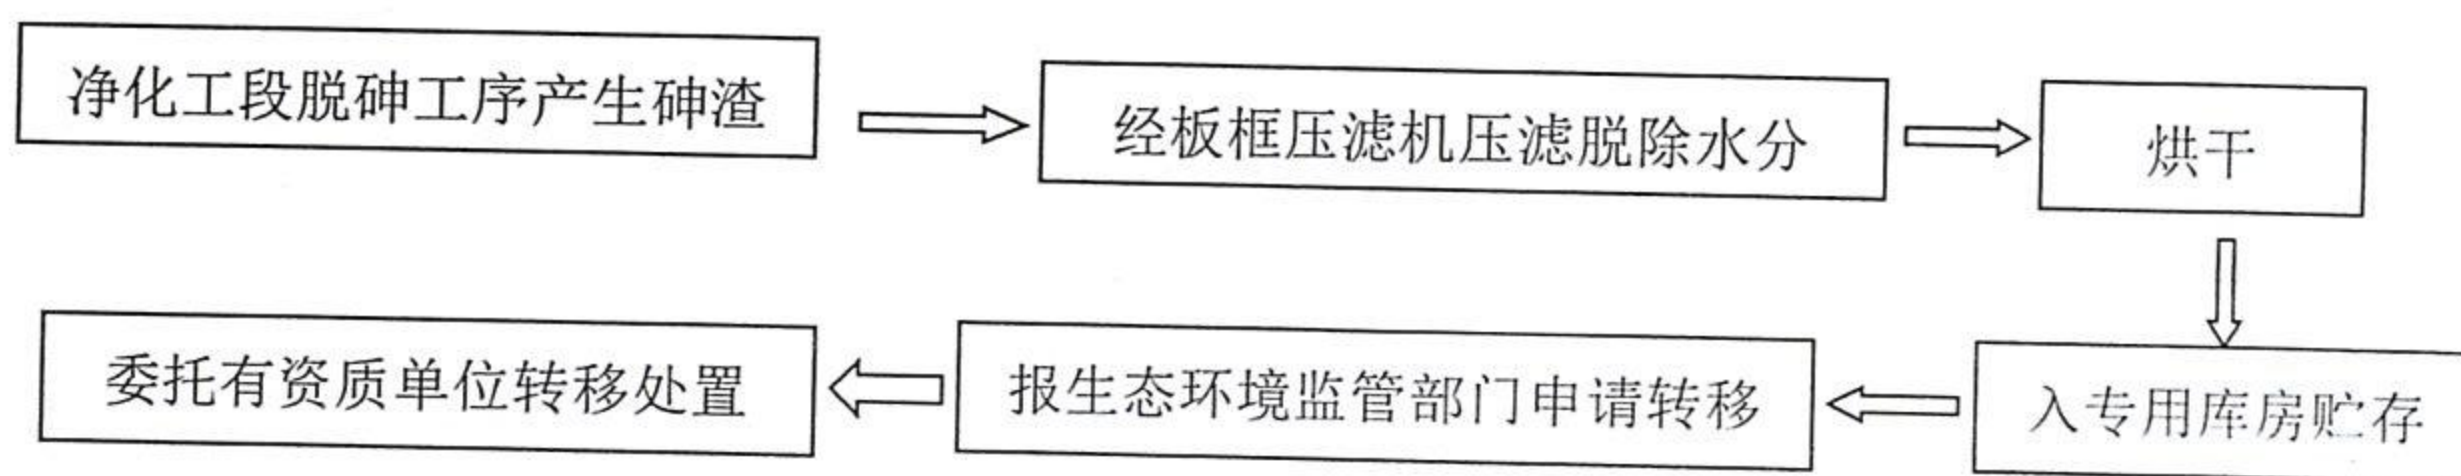 净化工段脱砷工序产生砷渣
经板框压滤机压滤脱除水分
烘干
入专用库房贮存
报生态环境监管部门申请转移
委托有资质单位转移处置